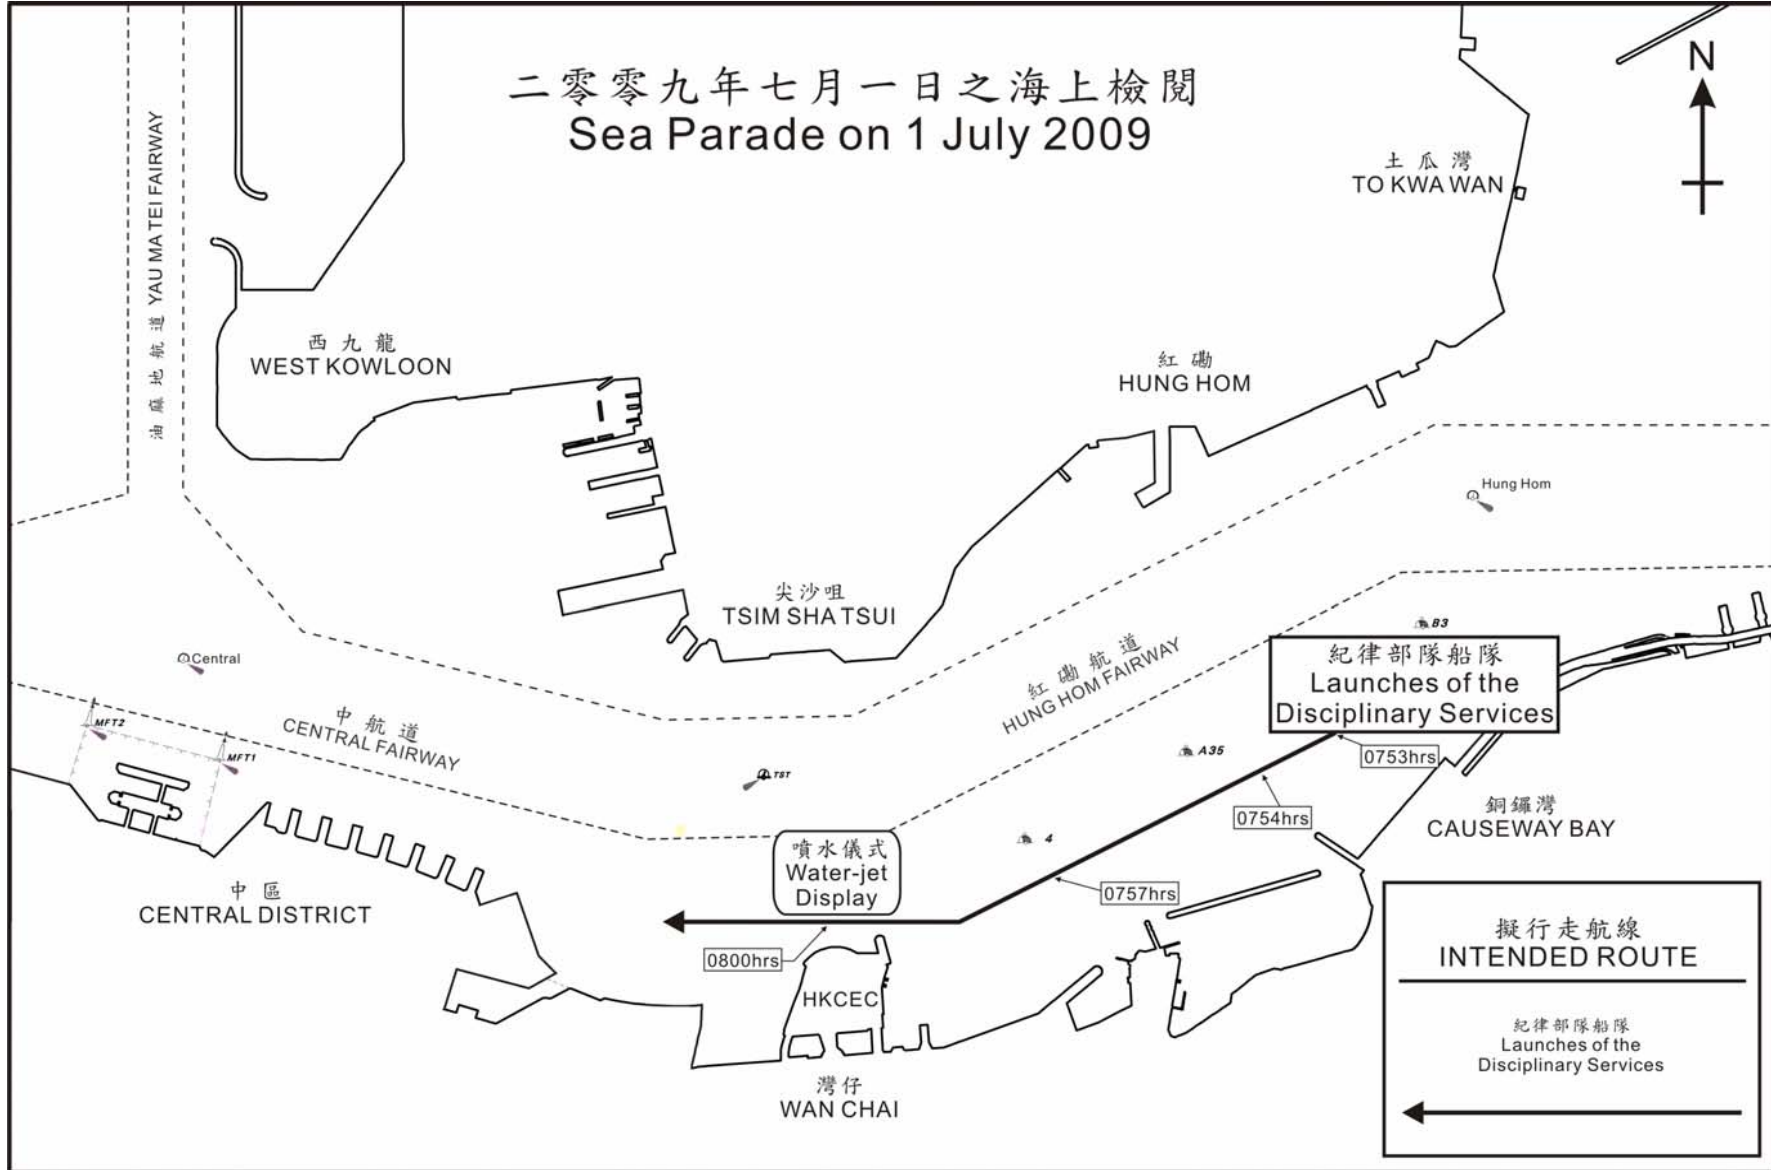 二零零九年七月一日之海上檢閱
Sea Parade on 1 July 2009
N
土瓜灣
TO KWA WAN
油麻地航道 YAU MA TEI FAIRWAY
西九龍
WEST KOWLOON
紅磡
HUNG HOM
Hung Hom
尖沙咀
TSIM SHA TSUI
B3
Central
紅磡航道
HUNG HOM FAIRWAY
紀律部隊船隊
Launches of the
Disciplinary Services
MFT2
中航道
CENTRAL FAIRWAY
MFT1
TST
A35
0753hrs
0754hrs
銅鑼灣
CAUSEWAY BAY
4
噴水儀式
Water-jet
Display
0757hrs
中區
CENTRAL DISTRICT
0800hrs
HKCEC
灣仔
WAN CHAI
擬行走航線
INTENDED ROUTE
紀律部隊船隊
Launches of the
Disciplinary Services